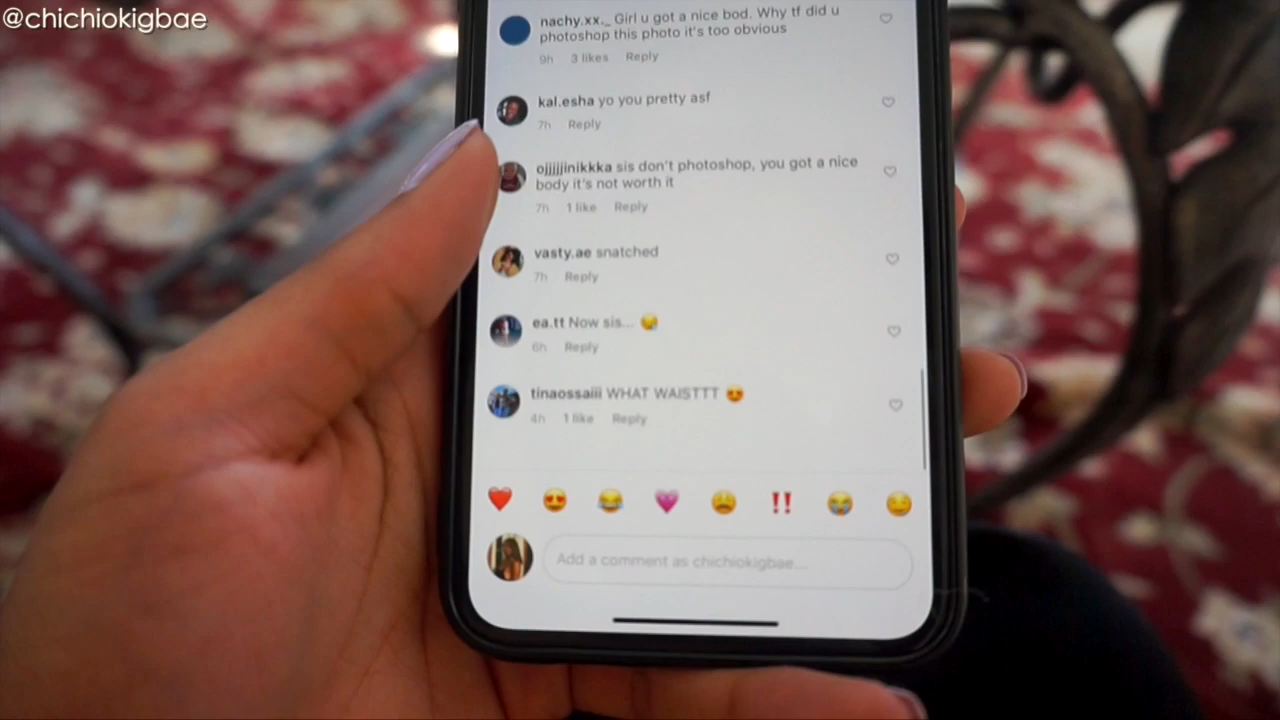 @chichiokigbae
nachy.xx._ Girl u got a nice bod. Why tf did u
photoshop this photo it's too obvious
9h 3 likes Reply
kal.esha yo you pretty asf
7h Reply
ojjjjjinikkka sis don't photoshop, you got a nice
body it's not worth it
7h 1 like Reply
vasty.ae snatched
7h Reply
ea.tt Now sis... 😪
6h Reply
tinaossaiii WHAT WAISTTT 😍
4h 1 like Reply
❤️ 😍 😂 💗 😩 ‼️ 😭
Add a comment as chichiokigbae...